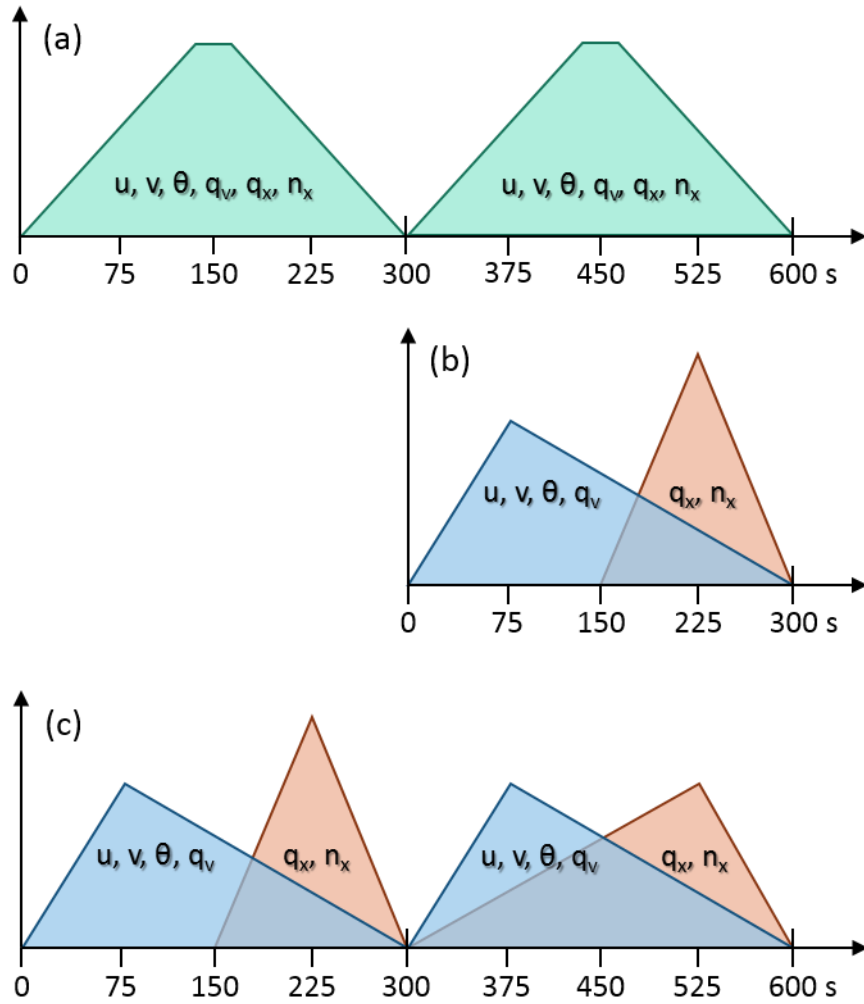 (a)
u, v, θ, qᵥ, qₓ, nₓ
u, v, θ, qᵥ, qₓ, nₓ
0 75 150 225 300 375 450 525 600 s
(b)
u, v, θ, qᵥ
qₓ, nₓ
0 75 150 225 300 s
(c)
u, v, θ, qᵥ
qₓ, nₓ
u, v, θ, qᵥ
qₓ, nₓ
0 75 150 225 300 375 450 525 600 s